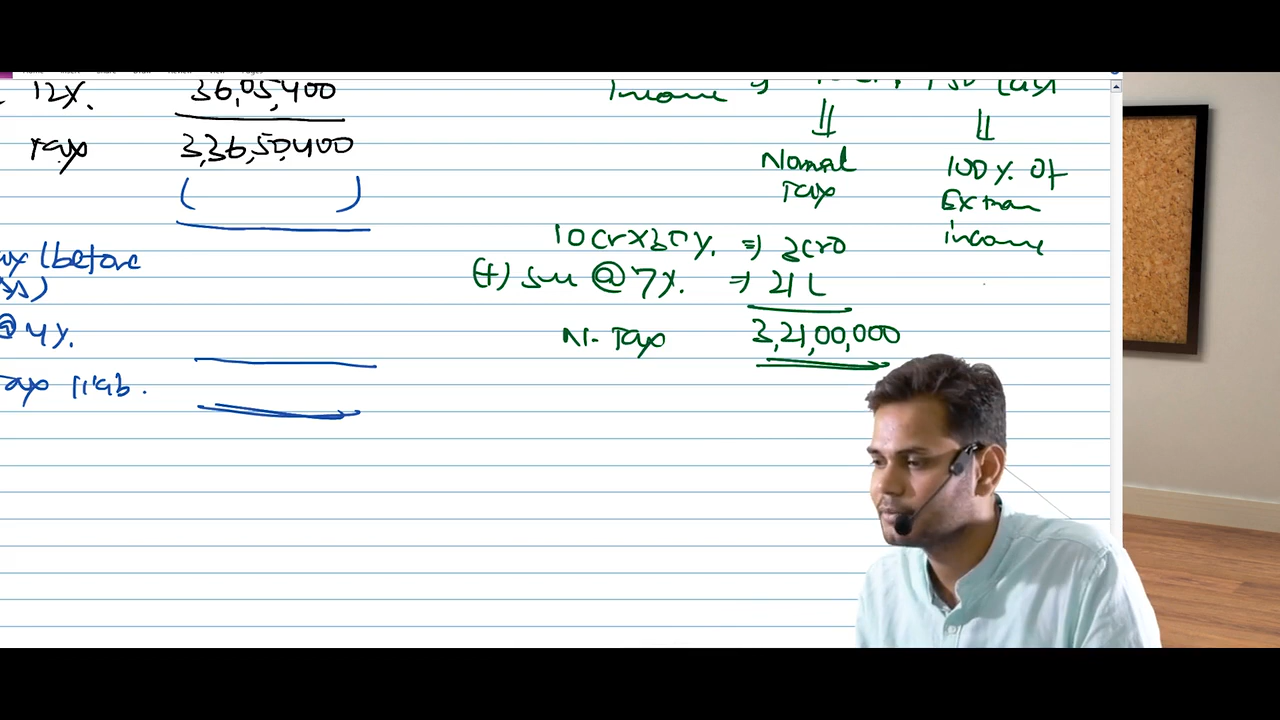 12%. 36,05,400
Tax 3,36,50,400
( )
(before
@ 4%.
Tax liab.
Income
Normal
Tax
100%. Of
Extra
income
10cr×30%. ⇒ 3cro
(+) Sur @ 7%. ⇒ 21 L
N. Tax 3,21,00,000